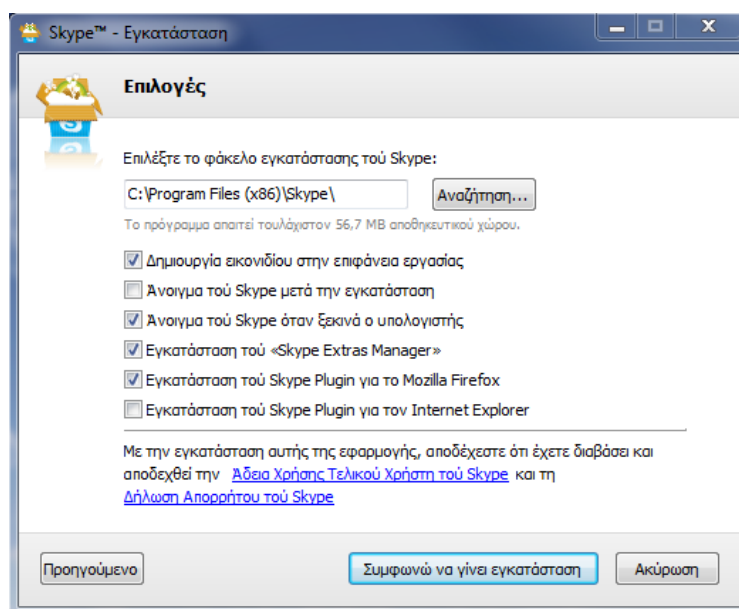 Skype™ - Εγκατάσταση
Επιλογές
Επιλέξτε το φάκελο εγκατάστασης τού Skype:
C:\Program Files (x86)\Skype\
Αναζήτηση...
Το πρόγραμμα απαιτεί τουλάχιστον 56,7 MB αποθηκευτικού χώρου.
Δημιουργία εικονιδίου στην επιφάνεια εργασίας
Άνοιγμα τού Skype μετά την εγκατάσταση
Άνοιγμα τού Skype όταν ξεκινά ο υπολογιστής
Εγκατάσταση τού «Skype Extras Manager»
Εγκατάσταση τού Skype Plugin για το Mozilla Firefox
Εγκατάσταση τού Skype Plugin για τον Internet Explorer
Με την εγκατάσταση αυτής της εφαρμογής, αποδέχεστε ότι έχετε διαβάσει και
αποδεχθεί την Άδεια Χρήσης Τελικού Χρήστη τού Skype και τη
Δήλωση Απορρήτου τού Skype
Προηγούμενο
Συμφωνώ να γίνει εγκατάσταση
Ακύρωση